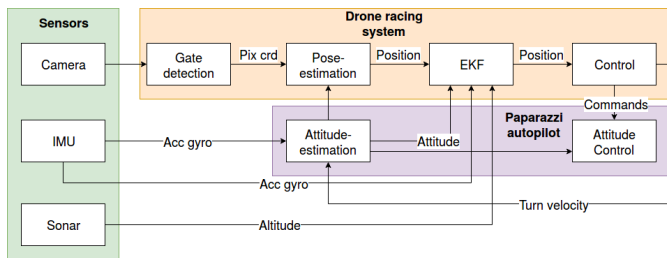 Sensors
Drone racing
system
Camera
Gate
detection
Pix crd
Pose-
estimation
Position
EKF
Position
Control
Commands
Paparazzi
autopilot
IMU
Acc gyro
Attitude-
estimation
Attitude
Attitude
Control
Acc gyro
Turn velocity
Sonar
Altitude